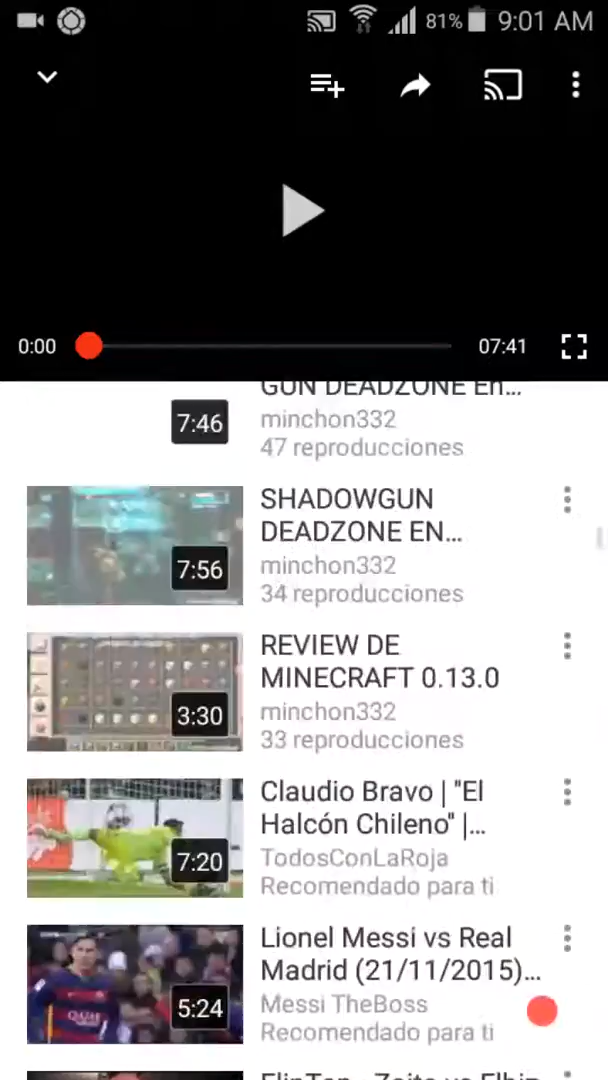 81% 9:01 AM
0:00 07:41
GUN DEADZONE En...
7:46
minchon332
47 reproducciones
SHADOWGUN
DEADZONE EN...
7:56
minchon332
34 reproducciones
REVIEW DE
MINECRAFT 0.13.0
3:30
minchon332
33 reproducciones
Claudio Bravo | "El
Halcón Chileno" |...
7:20
TodosConLaRoja
Recomendado para ti
Lionel Messi vs Real
Madrid (21/11/2015)...
5:24
Messi TheBoss
Recomendado para ti